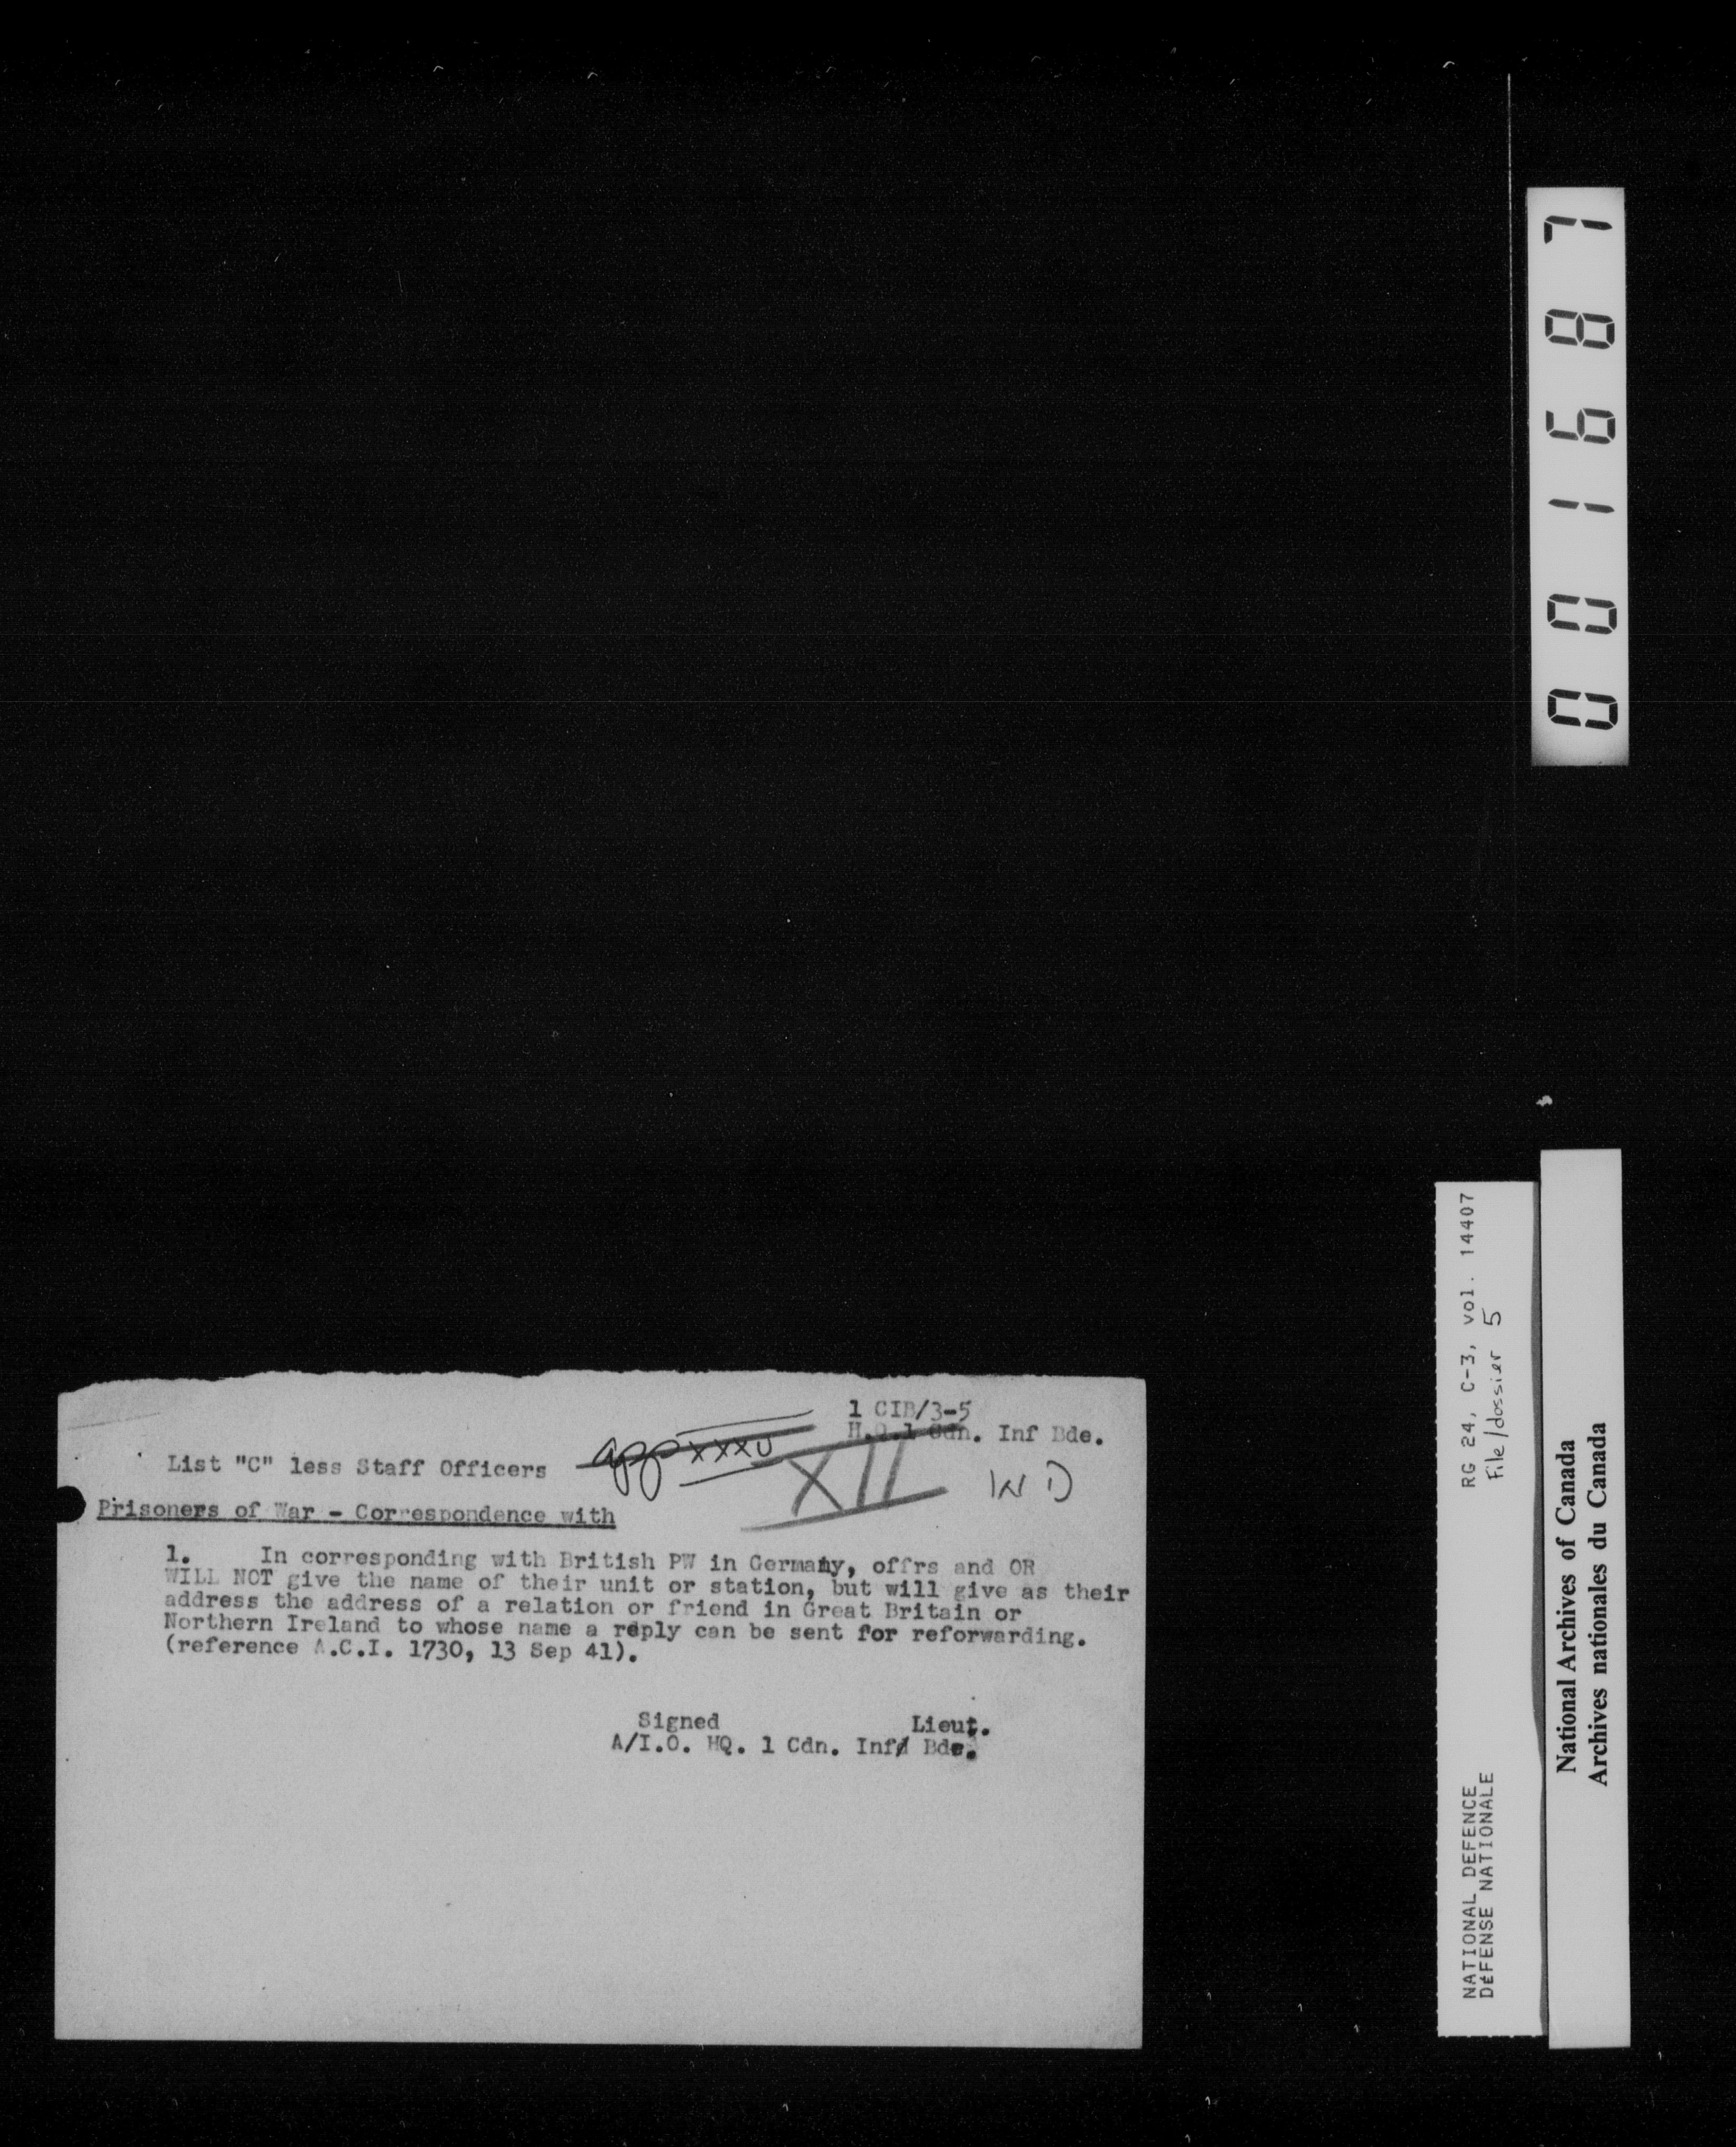 001687
1 CIB/3-5
H.Q.1 Cdn. Inf Bde.
List "C" less Staff Officers
app XXXV
XII
WD
Prisoners of War - Correspondence with
1. In corresponding with British PW in Germany, offrs and OR
WILL NOT give the name of their unit or station, but will give as their
address the address of a relation or friend in Great Britain or
Northern Ireland to whose name a reply can be sent for reforwarding.
(reference A.C.I. 1730, 13 Sep 41).
Signed Lieut.
A/I.O. HQ. 1 Cdn. Inf Bde.
NATIONAL DEFENCE RG 24, C-3, vol. 14407
DÉFENSE NATIONALE File/dossier 5
National Archives of Canada
Archives nationales du Canada